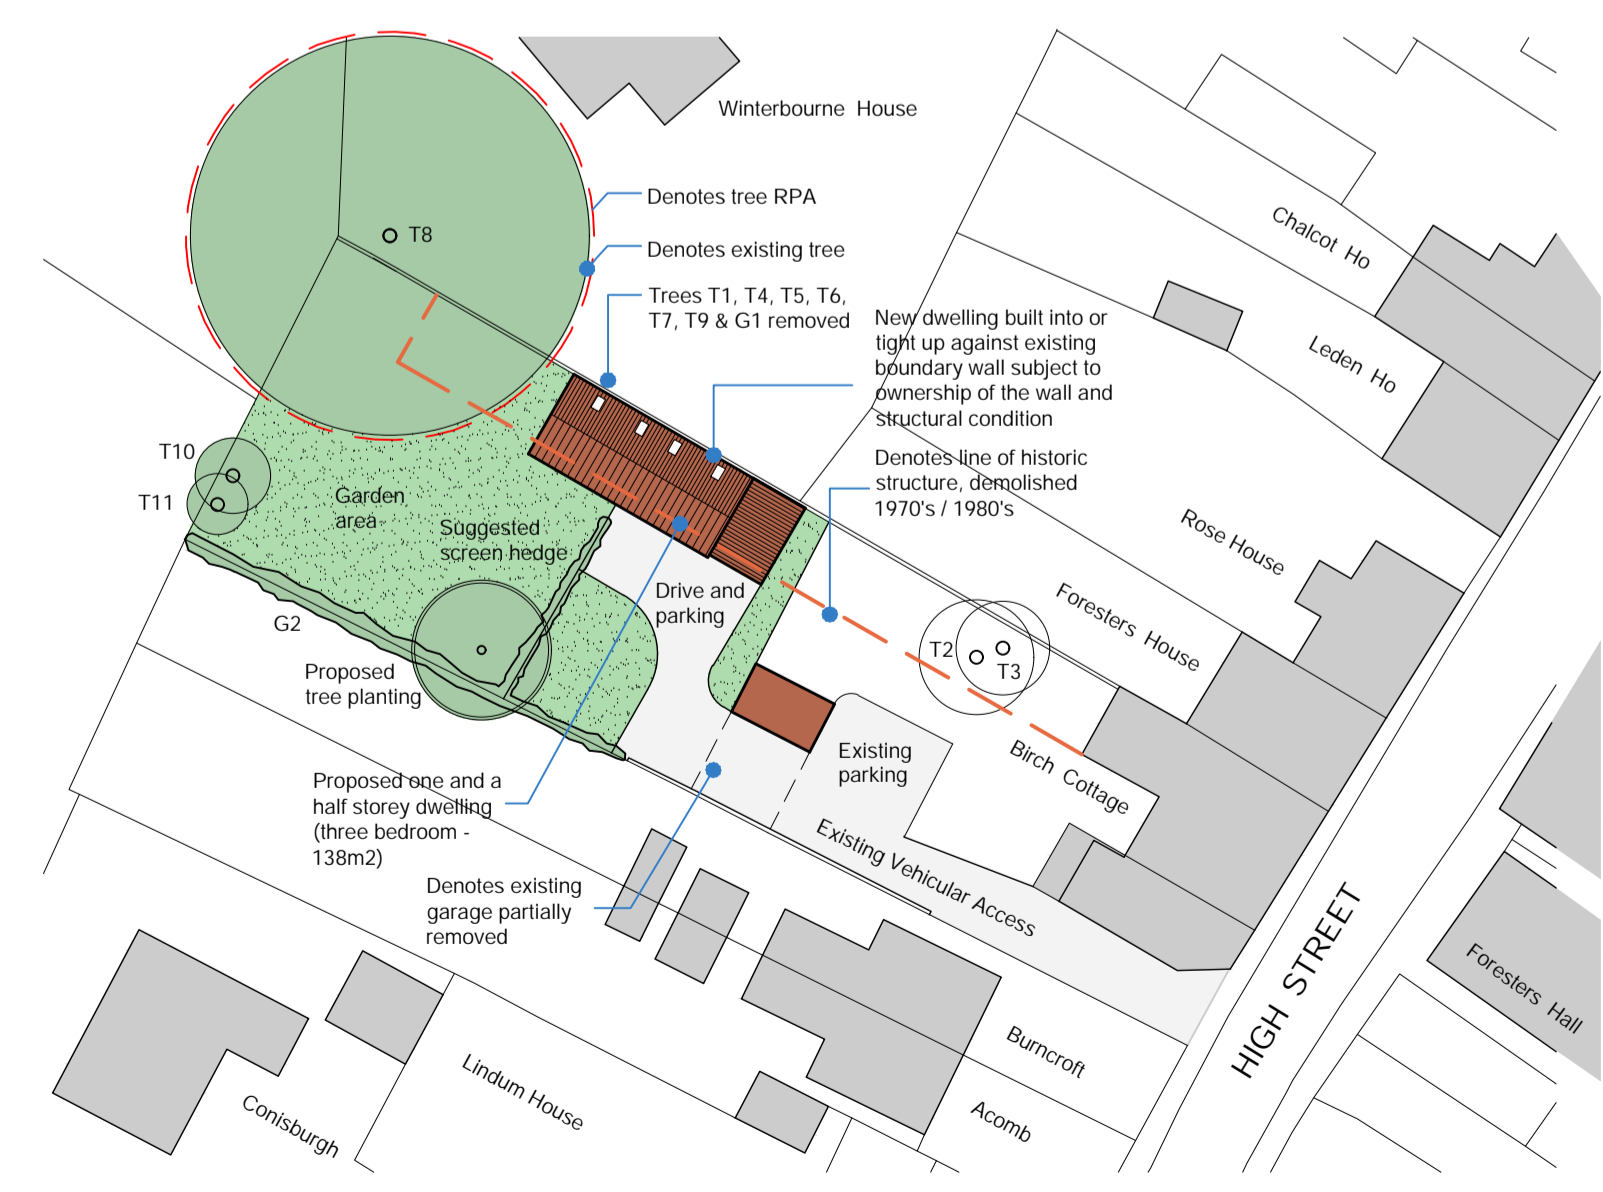 Winterbourne House
Denotes tree RPA
T8
Denotes existing tree
Trees T1, T4, T5, T6,
T7, T9 & G1 removed
New dwelling built into or
tight up against existing
boundary wall subject to
ownership of the wall and
structural condition
Chalcot Ho
Leden Ho
Denotes line of historic
structure, demolished
1970's / 1980's
T10
T11
Garden
area
Suggested
screen hedge
Rose House
Drive and
parking
Foresters House
G2
T2
T3
Proposed
tree planting
Existing
parking
Birch Cottage
Proposed one and a
half storey dwelling
(three bedroom -
138m2)
Existing Vehicular Access
Denotes existing
garage partially
removed
HIGH STREET
Foresters Hall
Burncroft
Lindum House
Acomb
Conisburgh